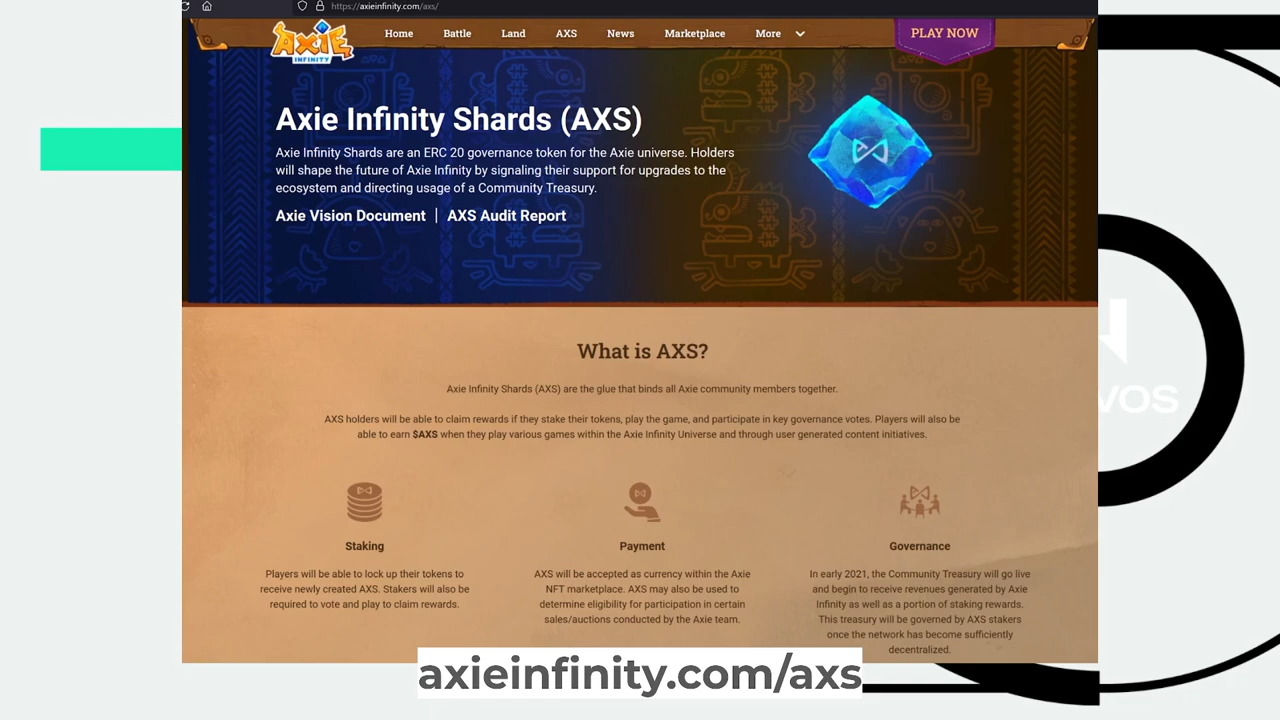 https://axieinfinity.com/axs/
AXIE
INFINITY
Home
Battle
Land
AXS
News
Marketplace
More
PLAY NOW
Axie Infinity Shards (AXS)
Axie Infinity Shards are an ERC 20 governance token for the Axie universe. Holders
will shape the future of Axie Infinity by signaling their support for upgrades to the
ecosystem and directing usage of a Community Treasury.
Axie Vision Document | AXS Audit Report
What is AXS?
Axie Infinity Shards (AXS) are the glue that binds all Axie community members together.
AXS holders will be able to claim rewards if they stake their tokens, play the game, and participate in key governance votes. Players will also be
able to earn $AXS when they play various games within the Axie Infinity Universe and through user generated content initiatives.
Staking
Players will be able to lock up their tokens to
receive newly created AXS. Stakers will also be
required to vote and play to claim rewards.
Payment
AXS will be accepted as currency within the Axie
NFT marketplace. AXS may also be used to
determine eligibility for participation in certain
sales/auctions conducted by the Axie team.
Governance
In early 2021, the Community Treasury will go live
and begin to receive revenues generated by Axie
Infinity as well as a portion of staking rewards.
This treasury will be governed by AXS stakers
once the network has become sufficiently
decentralized.
VOS
axieinfinity.com/axs